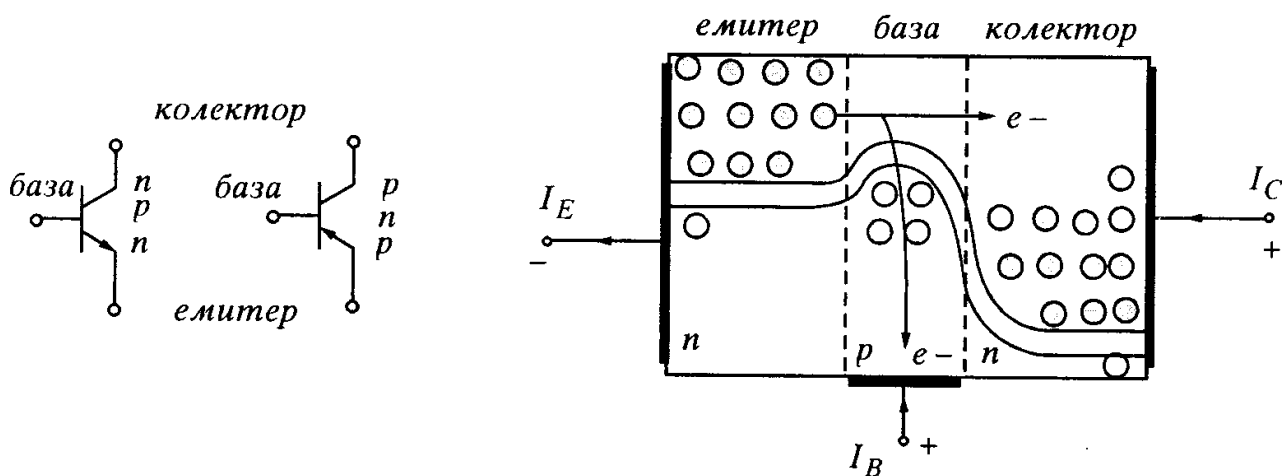 емитер база колектор
колектор
база n p n
база p n p
емитер
e –
I_E
–
I_C
+
n p e – n
I_B +